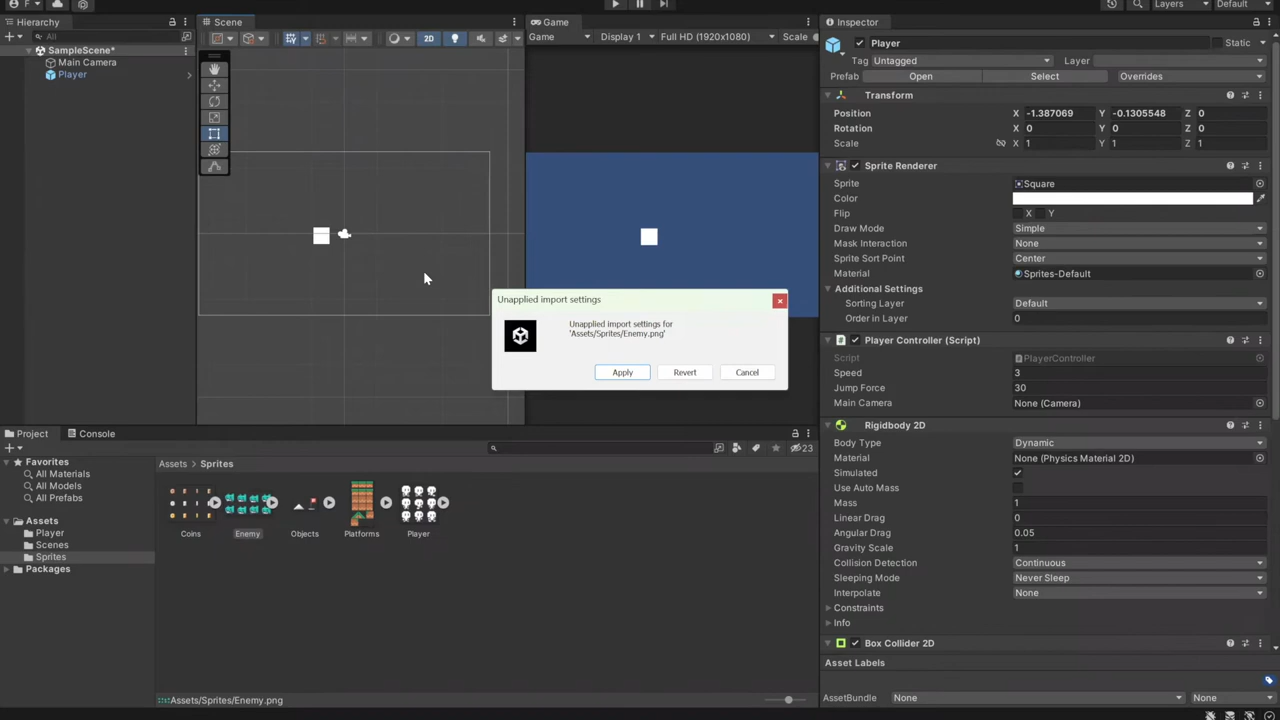 F
Layers
Default
Hierarchy
Scene
Game
Inspector
All
2D
Game
Display 1
Full HD (1920x1080)
Scale
SampleScene*
Main Camera
Player
Player
Static
Tag
Untagged
Layer
Prefab
Open
Select
Overrides
Transform
Position
X
-1.387069
Y
-0.1305548
Z
0
Rotation
X
0
Y
0
Z
0
Scale
X
1
Y
1
Z
1
Sprite Renderer
Sprite
Square
Color
Flip
X
Y
Draw Mode
Simple
Mask Interaction
None
Sprite Sort Point
Center
Material
Sprites-Default
Additional Settings
Sorting Layer
Default
Order in Layer
0
Player Controller (Script)
Script
PlayerController
Speed
3
Jump Force
30
Main Camera
None (Camera)
Rigidbody 2D
Body Type
Dynamic
Material
None (Physics Material 2D)
Simulated
Use Auto Mass
Mass
1
Linear Drag
0
Angular Drag
0.05
Gravity Scale
1
Collision Detection
Continuous
Sleeping Mode
Never Sleep
Interpolate
None
Constraints
Info
Box Collider 2D
Asset Labels
AssetBundle
None
None
Unapplied import settings
Unapplied import settings for
'Assets/Sprites/Enemy.png'
Apply
Revert
Cancel
Project
Console
23
Favorites
All Materials
All Models
All Prefabs
Assets
Player
Scenes
Sprites
Packages
Assets > Sprites
Coins
Enemy
Objects
Platforms
Player
Assets/Sprites/Enemy.png